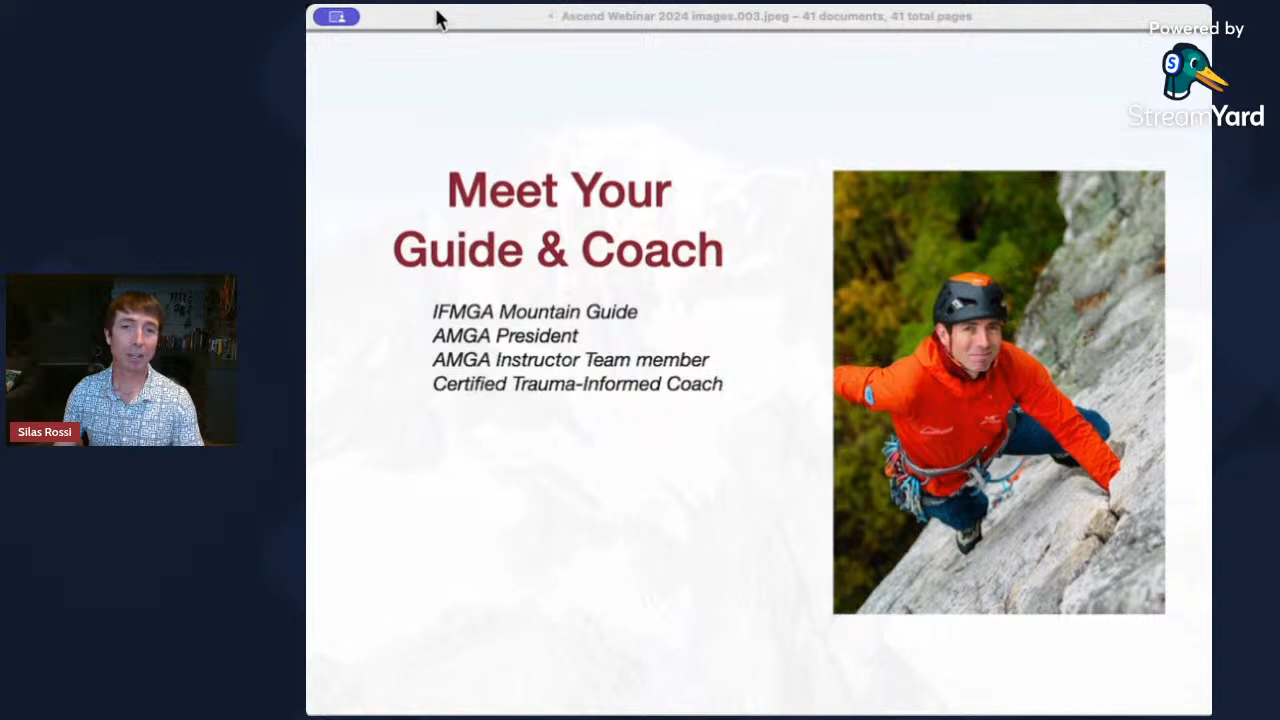 Ascend Webinar 2024 images.003.jpeg – 41 documents, 41 total pages
Powered by
S
StreamYard
Meet Your
Guide & Coach
IFMGA Mountain Guide
AMGA President
AMGA Instructor Team member
Certified Trauma-Informed Coach
Silas Rossi